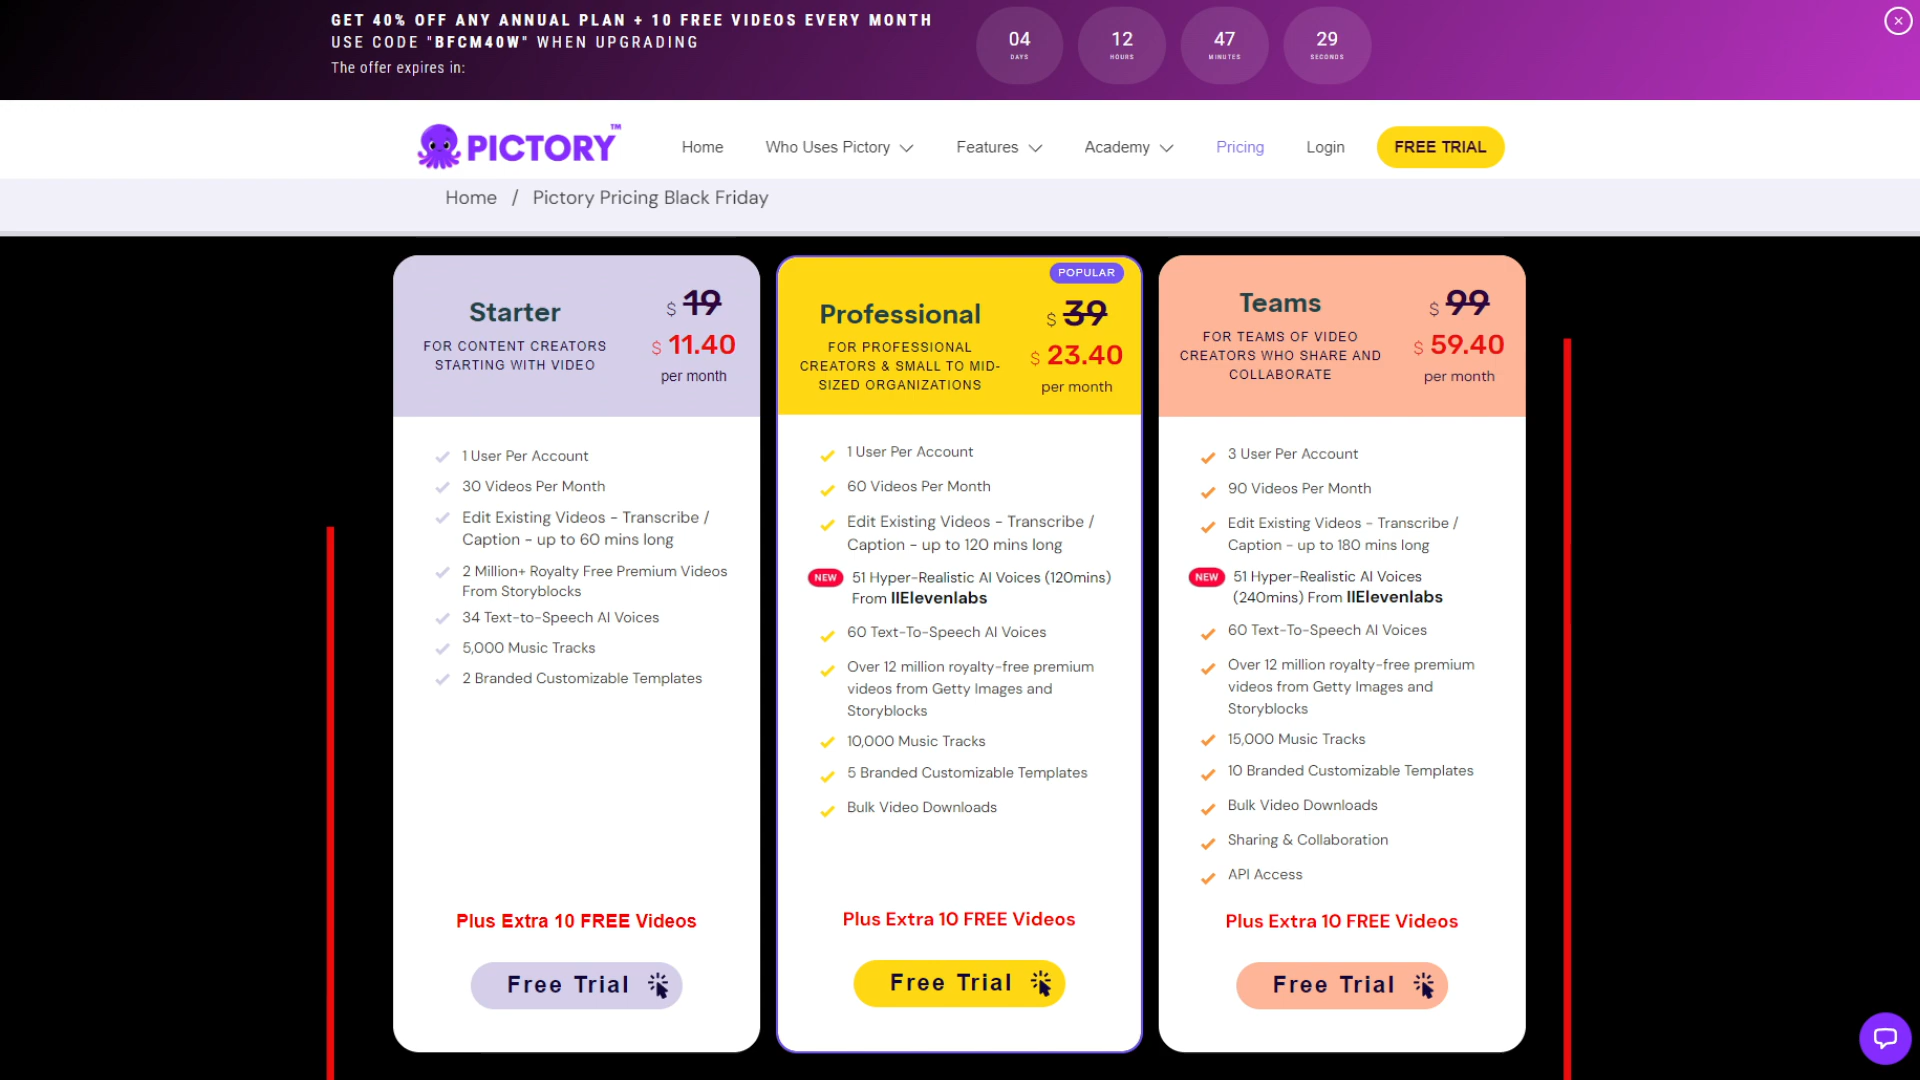 GET 40% OFF ANY ANNUAL PLAN + 10 FREE VIDEOS EVERY MONTH
USE CODE "BFCM40W" WHEN UPGRADING
The offer expires in:
04
DAYS
12
HOURS
47
MINUTES
29
SECONDS
PICTORY™
Home
Who Uses Pictory
Features
Academy
Pricing
Login
FREE TRIAL
Home / Pictory Pricing Black Friday
Starter
FOR CONTENT CREATORS
STARTING WITH VIDEO
$ 19
$ 11.40
per month
1 User Per Account
30 Videos Per Month
Edit Existing Videos - Transcribe /
Caption - up to 60 mins long
2 Million+ Royalty Free Premium Videos
From Storyblocks
34 Text-to-Speech AI Voices
5,000 Music Tracks
2 Branded Customizable Templates
Plus Extra 10 FREE Videos
Free Trial
POPULAR
Professional
FOR PROFESSIONAL
CREATORS & SMALL TO MID-
SIZED ORGANIZATIONS
$ 39
$ 23.40
per month
1 User Per Account
60 Videos Per Month
Edit Existing Videos - Transcribe /
Caption - up to 120 mins long
NEW 51 Hyper-Realistic AI Voices (120mins)
From IIElevenlabs
60 Text-To-Speech AI Voices
Over 12 million royalty-free premium
videos from Getty Images and
Storyblocks
10,000 Music Tracks
5 Branded Customizable Templates
Bulk Video Downloads
Plus Extra 10 FREE Videos
Free Trial
Teams
FOR TEAMS OF VIDEO
CREATORS WHO SHARE AND
COLLABORATE
$ 99
$ 59.40
per month
3 User Per Account
90 Videos Per Month
Edit Existing Videos - Transcribe /
Caption - up to 180 mins long
NEW 51 Hyper-Realistic AI Voices
(240mins) From IIElevenlabs
60 Text-To-Speech AI Voices
Over 12 million royalty-free premium
videos from Getty Images and
Storyblocks
15,000 Music Tracks
10 Branded Customizable Templates
Bulk Video Downloads
Sharing & Collaboration
API Access
Plus Extra 10 FREE Videos
Free Trial